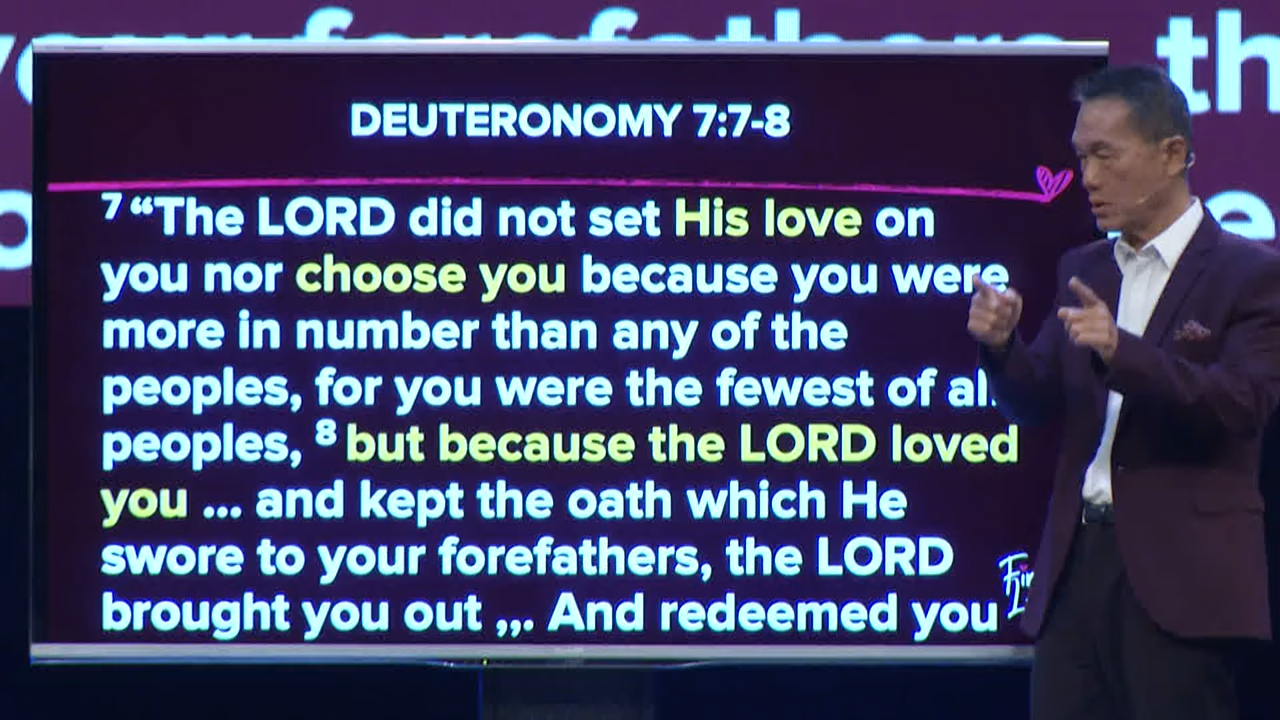 your forefathers, th
DEUTERONOMY 7:7-8
7 “The LORD did not set His love on
you nor choose you because you were
more in number than any of the
peoples, for you were the fewest of all
peoples, 8 but because the LORD loved
you ... and kept the oath which He
swore to your forefathers, the LORD
brought you out ,,. And redeemed you